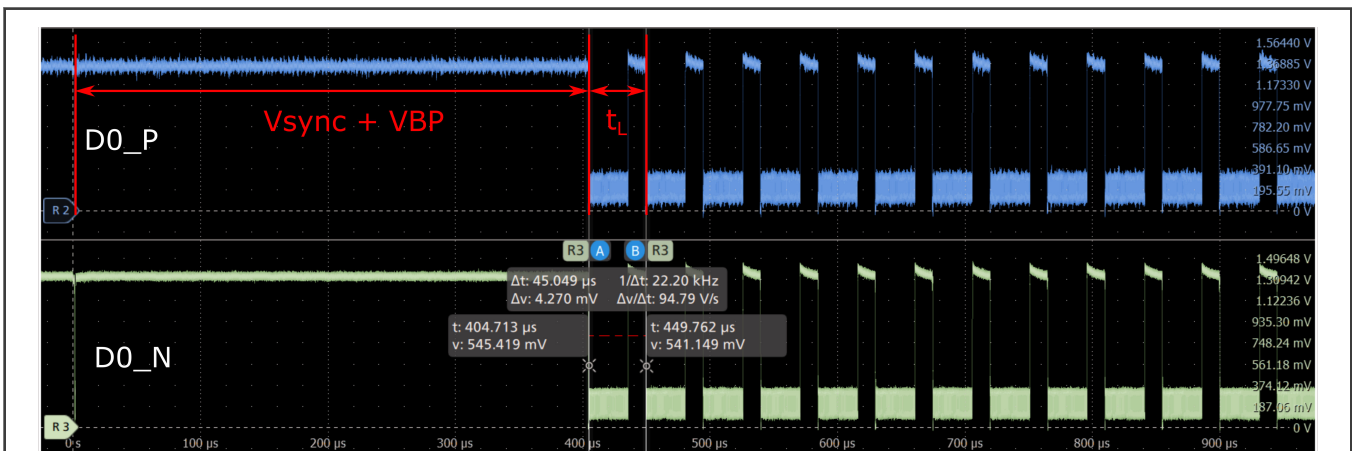 1.56440 V
1.36885 V
1.17330 V
977.75 mV
782.20 mV
586.65 mV
391.10 mV
195.55 mV
0 V
Vsync + VBP
tL
D0_P
R 2
R3 A B R3
Δt: 45.049 µs 1/Δt: 22.20 kHz
Δv: 4.270 mV Δv/Δt: 94.79 V/s
t: 404.713 µs
v: 545.419 mV
t: 449.762 µs
v: 541.149 mV
D0_N
R 3
1.49648 V
1.30942 V
1.12236 V
935.30 mV
748.24 mV
561.18 mV
374.12 mV
187.06 mV
0 V
0 s 100 µs 200 µs 300 µs 400 µs 500 µs 600 µs 700 µs 800 µs 900 µs